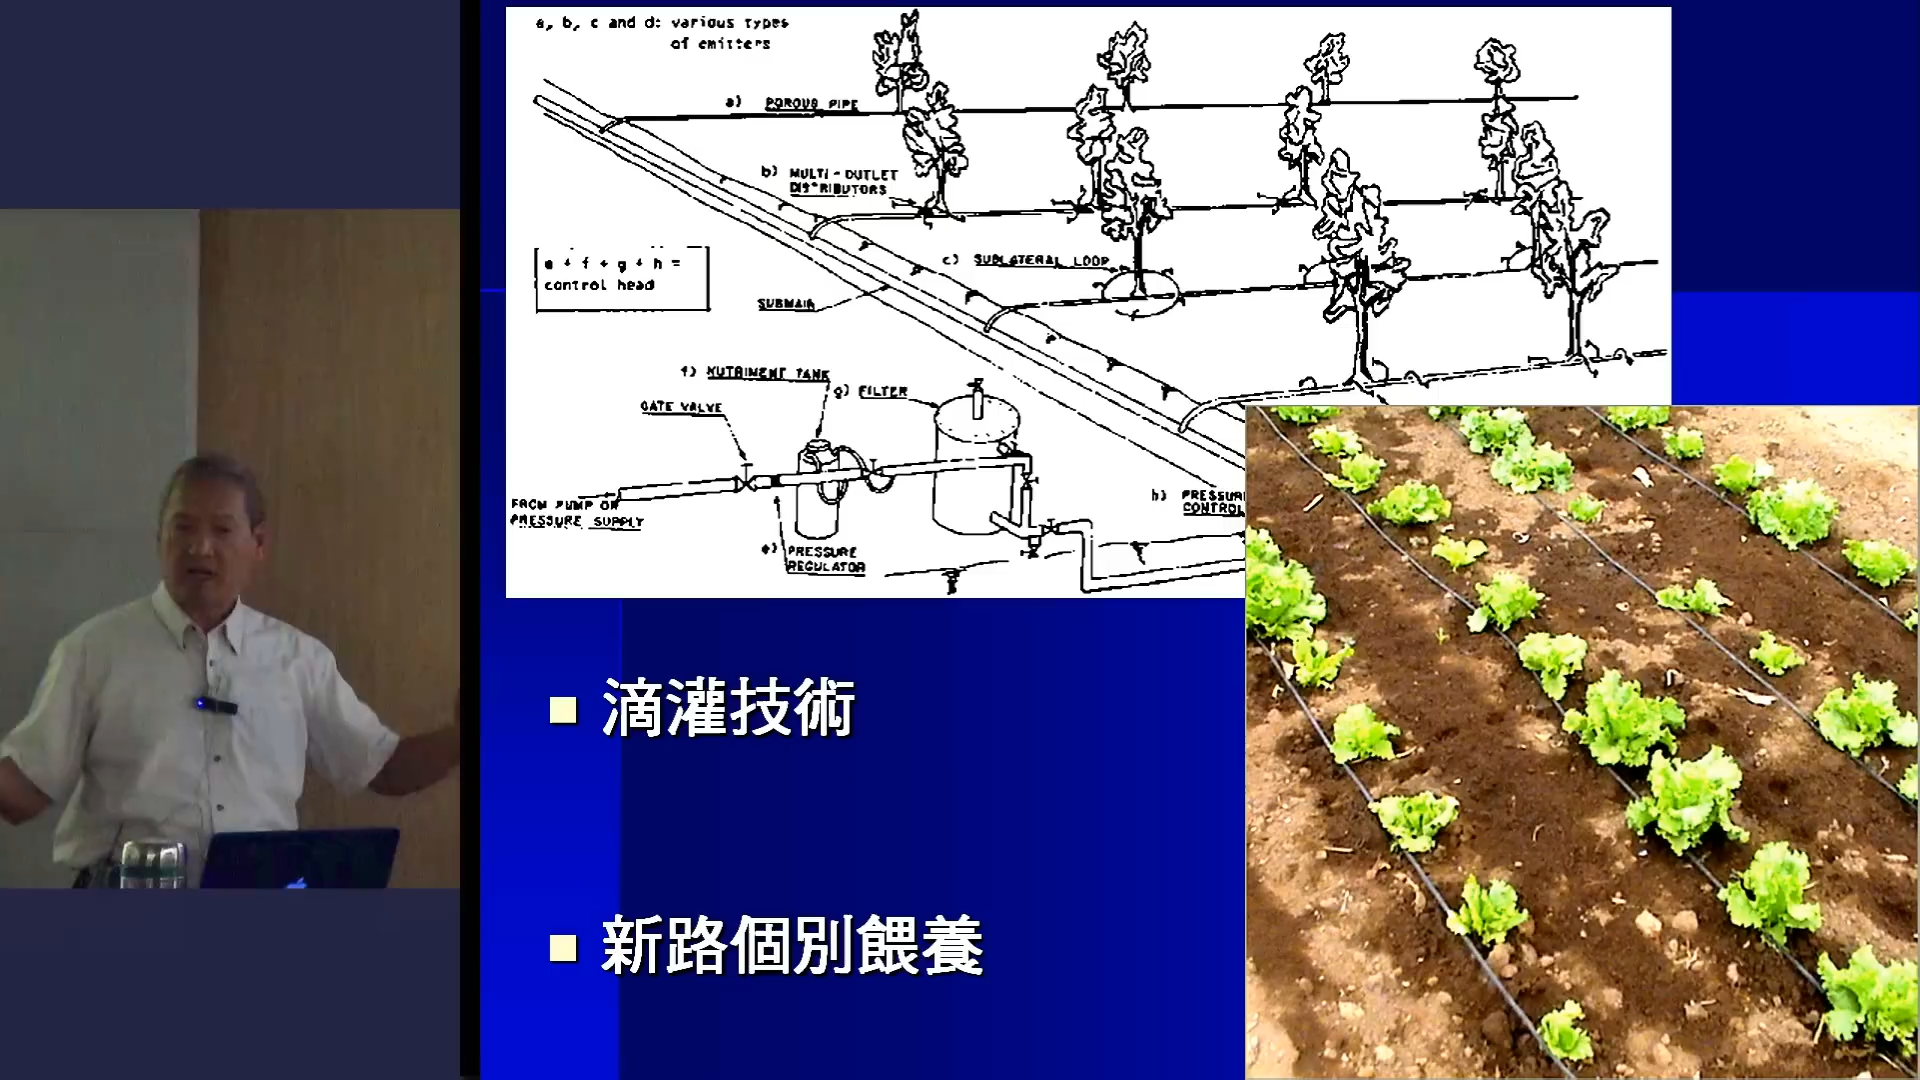 a, b, c and d: various types
of emitters
a) POROUS PIPE
b) MULTI-OUTLET
DISTRIBUTORS
c) SUBLATERAL LOOP
e + f + g + h =
control head
SUBMAIN
f) NUTRIMENT TANK
g) FILTER
GATE VALVE
FROM PUMP OR
PRESSURE SUPPLY
h) PRESSUR
CONTROL
e) PRESSURE
REGULATOR
滴灌技術
新路個別餵養